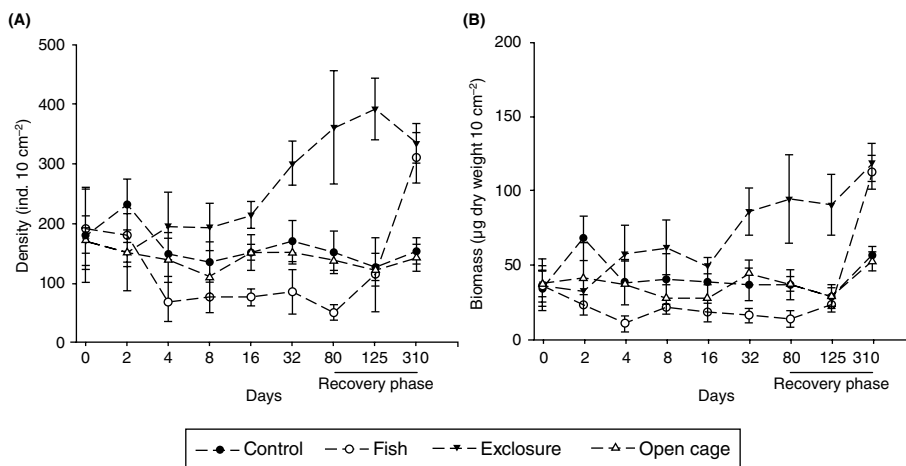 (A)
Density (ind. 10 cm⁻²)
500
400
300
200
100
0
0 2 4 8 16 32 80 125 310
Recovery phase
Days
(B)
Biomass (µg dry weight 10 cm⁻²)
200
150
100
50
0
0 2 4 8 16 32 80 125 310
Recovery phase
Days
Control Fish Exclosure Open cage